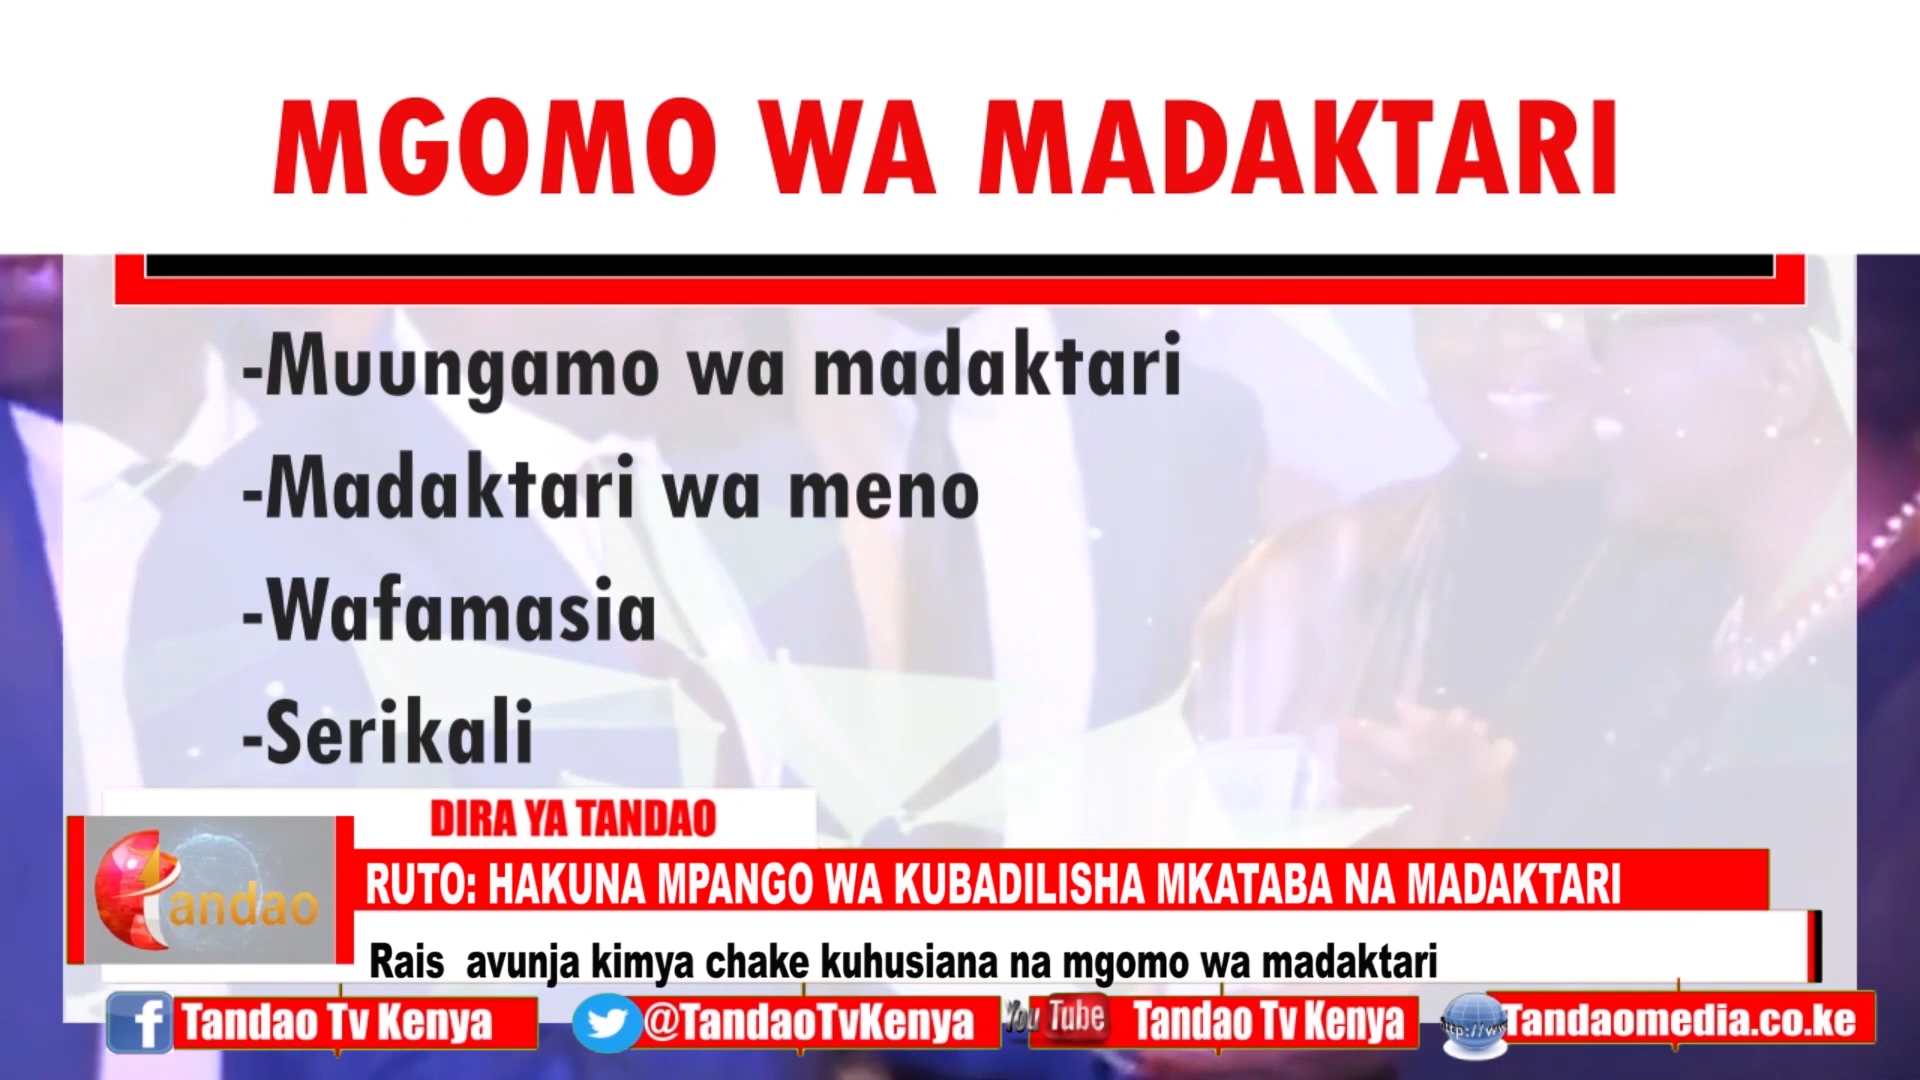 MGOMO WA MADAKTARI
-Muungamo wa madaktari
-Madaktari wa meno
-Wafamasia
-Serikali
DIRA YA TANDAO
Tandao
RUTO: HAKUNA MPANGO WA KUBADILISHA MKATABA NA MADAKTARI
Rais avunja kimya chake kuhusiana na mgomo wa madaktari
f Tandao Tv Kenya
@TandaoTvKenya
You Tube Tandao Tv Kenya
http://ww Tandaomedia.co.ke